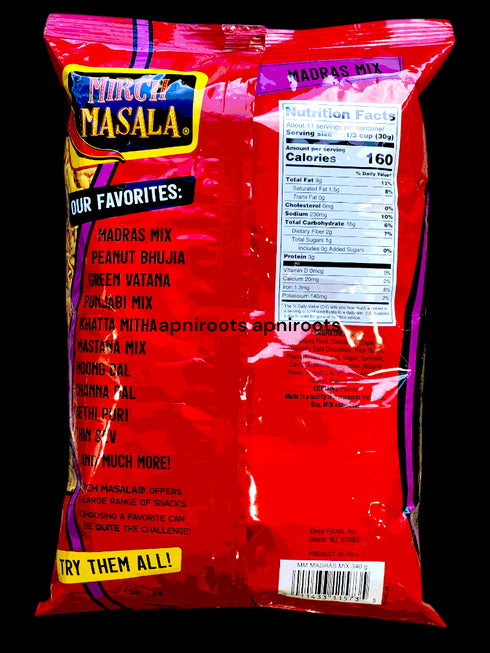 MIRCH
MASALA®
OUR FAVORITES:
MADRAS MIX
PEANUT BHUJIA
GREEN VATANA
PUNJABI MIX
KHATTA MITHA
MASTANA MIX
MOONG DAL
CHANNA DAL
METHI PURI
THIN SEV
AND MUCH MORE!
MIRCH MASALA® OFFERS
LARGE RANGE OF SNACKS.
CHOOSING A FAVORITE CAN
BE QUITE THE CHALLENGE!
TRY THEM ALL!
apniroots apniroots
MADRAS MIX
Nutrition Facts
About 11 servings per container
Serving size 1/3 cup (30g)
Amount per serving
Calories 160
% Daily Value*
Total Fat 9g 12%
Saturated Fat 1.5g 8%
Trans Fat 0g
Cholesterol 0mg 0%
Sodium 230mg 10%
Total Carbohydrate 16g 6%
Dietary Fiber 2g 7%
Total Sugars 1g
Includes 0g Added Sugars 0%
Protein 3g
Vitamin D 0mcg 0%
Calcium 20mg 2%
Iron 1.3mg 8%
Potassium 140mg 2%
Deep Foods, Inc.
Union, NJ. 07083
PRODUCT OF USA
MM MADRAS MIX 340 g